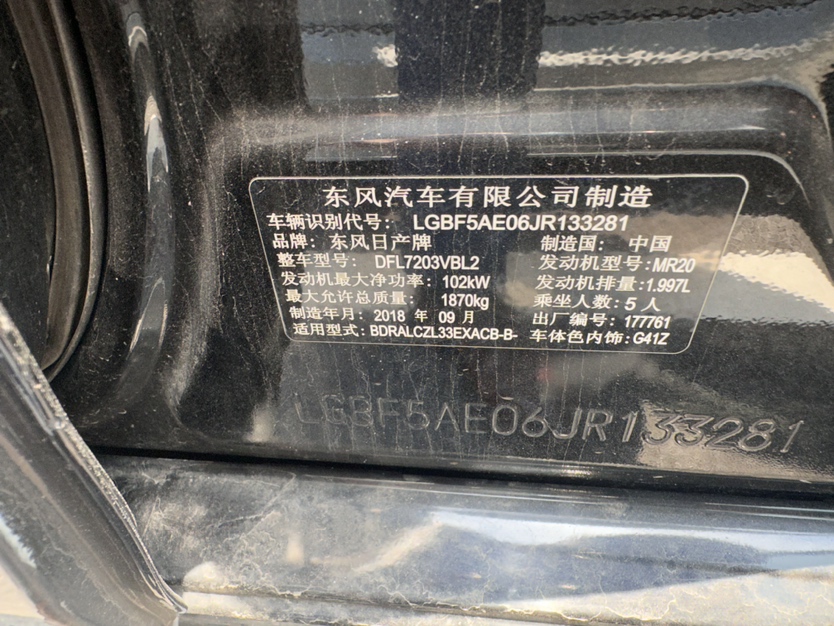 东风汽车有限公司制造
车辆识别代号： LGBF5AE06JR133281
品牌：东风日产牌 制造国：中国
整车型号： DFL7203VBL2 发动机型号：MR20
发动机最大净功率：102kW 发动机排量：1.997L
最大允许总质量： 1870kg 乘坐人数：5人
制造年月：2018 年 09 月 出厂编号：177761
适用型式：BDRALCZL33EXACB-B- 车体色内饰：G41Z
LGBF5AE06JR133281